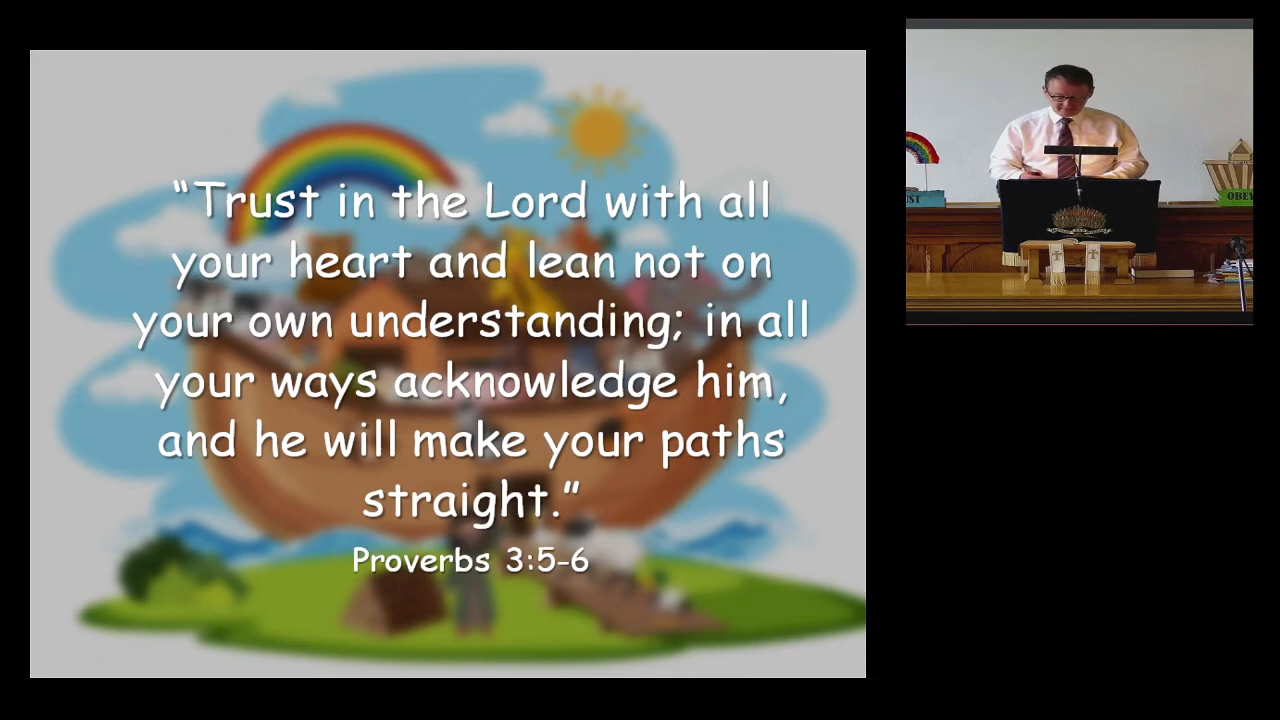 “Trust in the Lord with all
your heart and lean not on
your own understanding; in all
your ways acknowledge him,
and he will make your paths
straight.”
Proverbs 3:5-6
OBEY